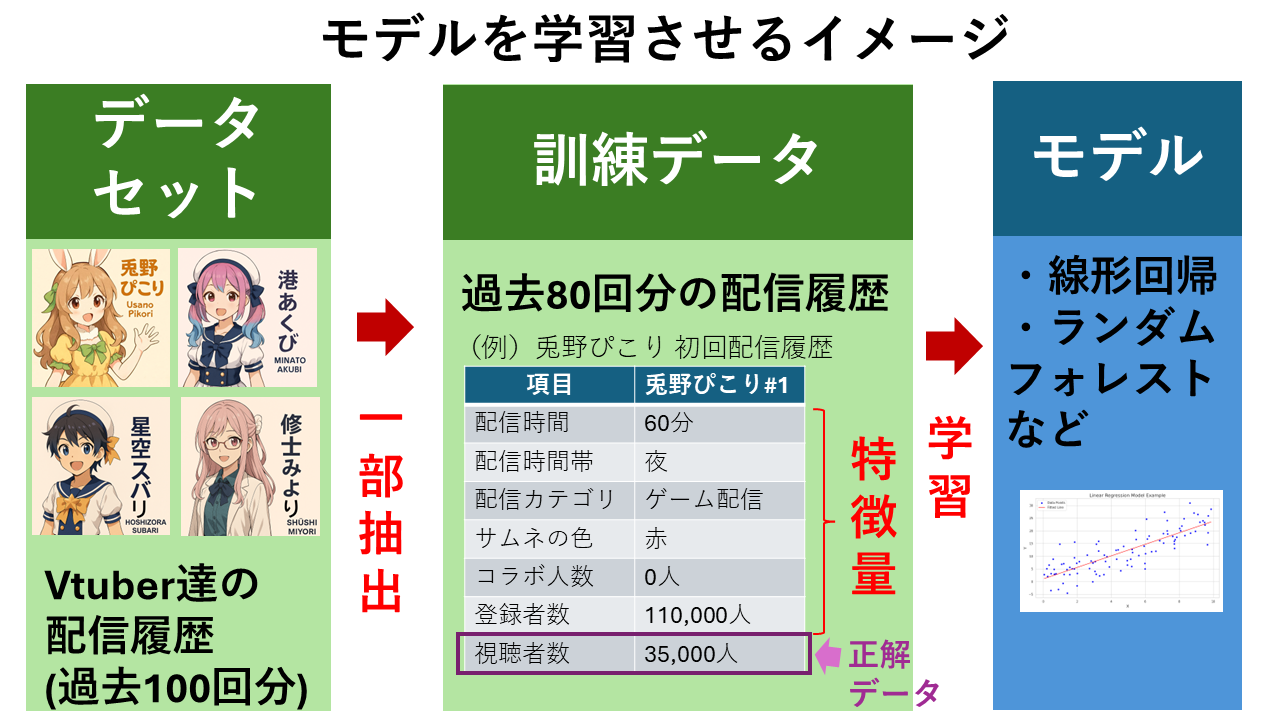 モデルを学習させるイメージ
データ
セット
兎野
ぴこり
Usano
Pikori
港あくび
MINATO
AKUBI
星空スバリ
HOSHIZORA
SUBARI
修士みより
SHŪSHI
MIYORI
Vtuber達の
配信履歴
(過去100回分)
一部抽出
訓練データ
過去80回分の配信履歴
（例）兎野ぴこり 初回配信履歴
項目 兎野ぴこり#1
配信時間 60分
配信時間帯 夜
配信カテゴリ ゲーム配信
サムネの色 赤
コラボ人数 0人
登録者数 110,000人
視聴者数 35,000人
特徴量
正解
データ
学習
モデル
・線形回帰
・ランダム
フォレスト
など
Linear Regression Model Example